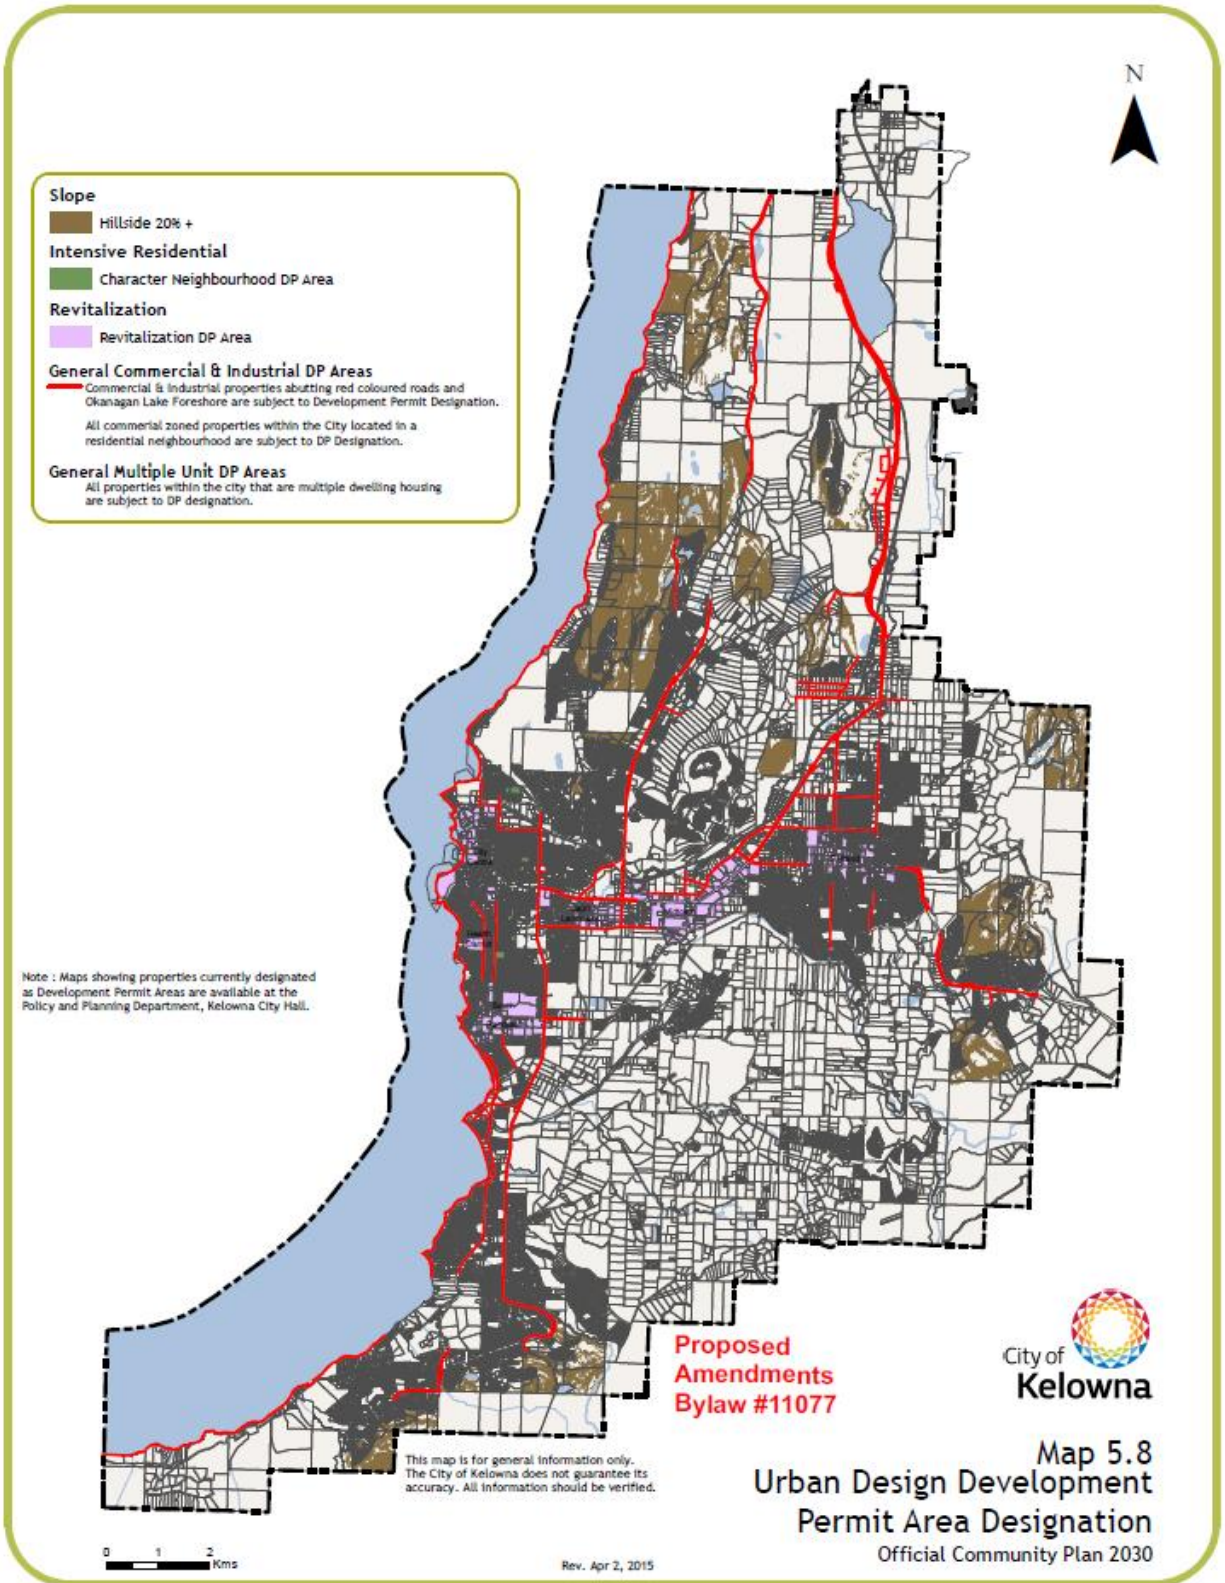 N
Slope
Hillside 20% +
Intensive Residential
Character Neighbourhood DP Area
Revitalization
Revitalization DP Area
General Commercial & Industrial DP Areas
Commercial & Industrial properties abutting red coloured roads and
Okanagan Lake Foreshore are subject to Development Permit Designation.
All commerial zoned properties within the City located in a
residential neighbourhood are subject to DP Designation.
General Multiple Unit DP Areas
All properties within the city that are multiple dwelling housing
are subject to DP designation.
Note : Maps showing properties currently designated
as Development Permit Areas are available at the
Policy and Planning Department, Kelowna City Hall.
Proposed
Amendments
Bylaw #11077
City of
Kelowna
This map is for general information only.
The City of Kelowna does not guarantee its
accuracy. All information should be verified.
Map 5.8
Urban Design Development
Permit Area Designation
Official Community Plan 2030
0 1 2
Kms
Rev. Apr 2, 2015